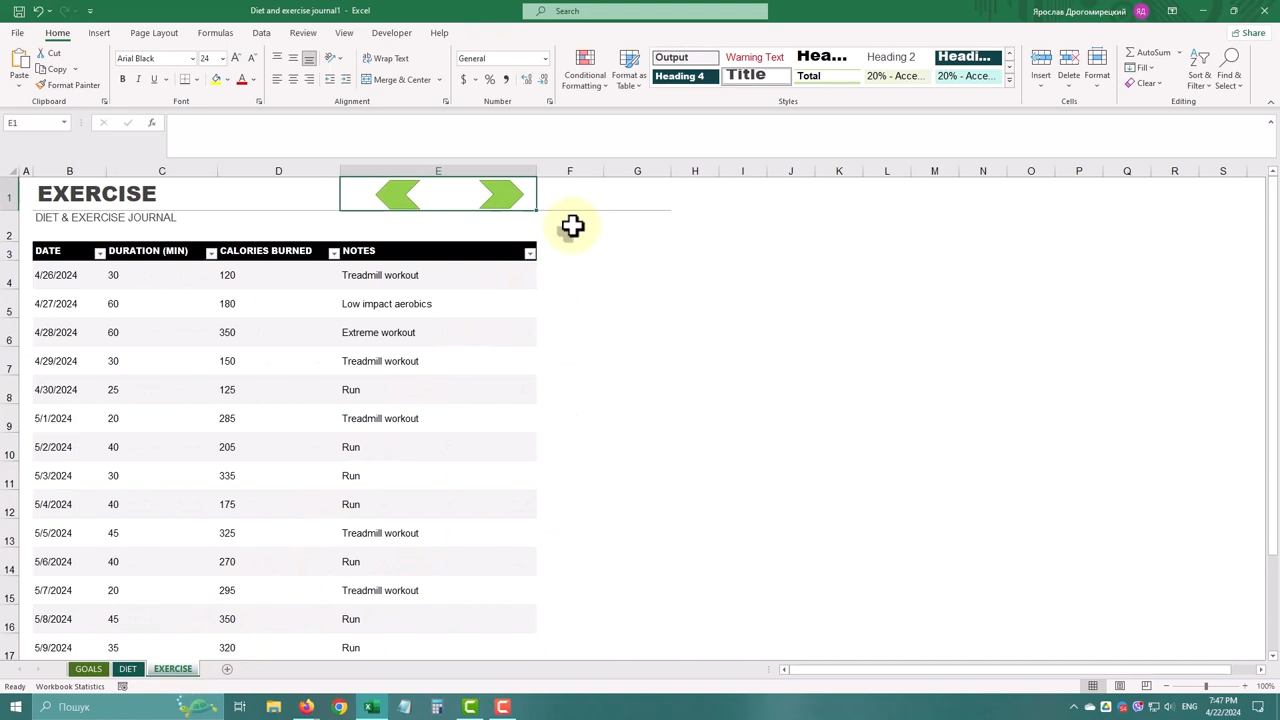 Diet and exercise journal1 - Excel
Search
Ярослав Дрогомирецкий
ЯД
File Home Insert Page Layout Formulas Data Review View Developer Help
Share
Paste
Cut
Copy
Format Painter
Clipboard
Arial Black 24
Font
Wrap Text
Merge & Center
Alignment
General
Number
Conditional Formatting
Format as Table
Output Warning Text Hea... Heading 2 Headi...
Heading 4 Title Total 20% - Acce... 20% - Acce...
Styles
Insert Delete Format
Cells
AutoSum
Fill
Clear
Sort & Filter
Find & Select
Editing
E1
A B C D E F G H I J K L M N O P Q R S
1 EXERCISE
DIET & EXERCISE JOURNAL
2
3 DATE DURATION (MIN) CALORIES BURNED NOTES
4 4/26/2024 30 120 Treadmill workout
5 4/27/2024 60 180 Low impact aerobics
6 4/28/2024 60 350 Extreme workout
7 4/29/2024 30 150 Treadmill workout
8 4/30/2024 25 125 Run
9 5/1/2024 20 285 Treadmill workout
10 5/2/2024 40 205 Run
11 5/3/2024 30 335 Run
12 5/4/2024 40 175 Run
13 5/5/2024 45 325 Treadmill workout
14 5/6/2024 40 270 Run
15 5/7/2024 20 295 Treadmill workout
16 5/8/2024 45 350 Run
17 5/9/2024 35 320 Run
GOALS DIET EXERCISE
Ready Workbook Statistics 100%
Пошук
ENG
7:47 PM
4/22/2024